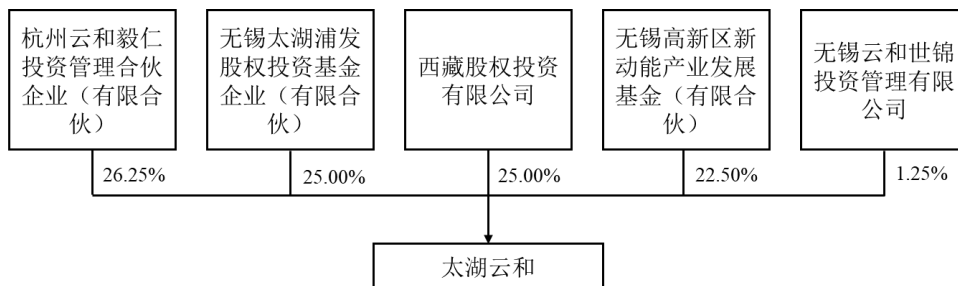 杭州云和毅仁
投资管理合伙
企业（有限合
伙）
无锡太湖浦发
股权投资基金
企业（有限合
伙）
西藏股权投资
有限公司
无锡高新区新
动能产业发展
基金（有限合
伙）
无锡云和世锦
投资管理有限
公司
26.25%
25.00%
25.00%
22.50%
1.25%
太湖云和